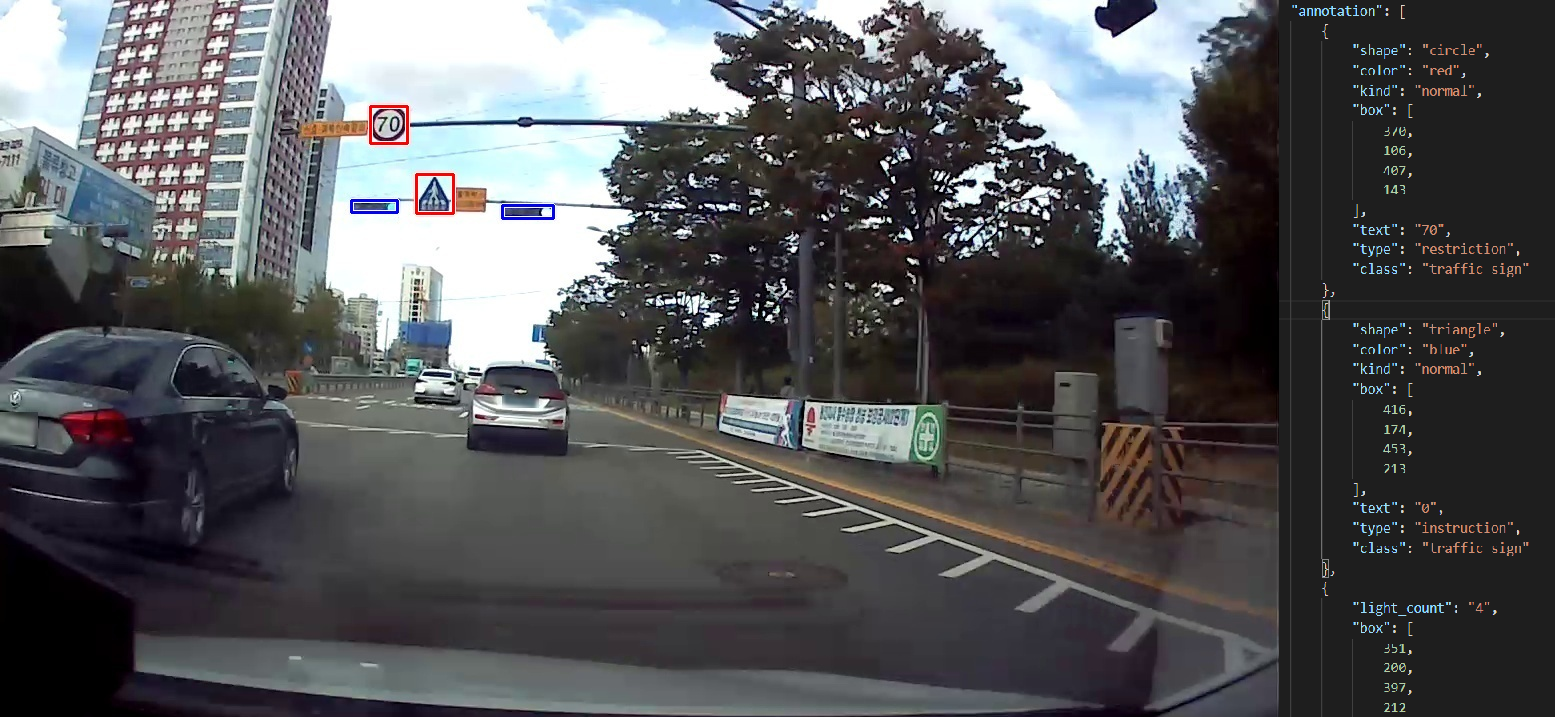 70
"annotation": [
{
"shape": "circle",
"color": "red",
"kind": "normal",
"box": [
370,
106,
407,
143
],
"text": "70",
"type": "restriction",
"class": "traffic sign"
},
{
"shape": "triangle",
"color": "blue",
"kind": "normal",
"box": [
416,
174,
453,
213
],
"text": "0",
"type": "instruction",
"class": "traffic sign"
},
{
"light_count": "4",
"box": [
351,
200,
397,
212